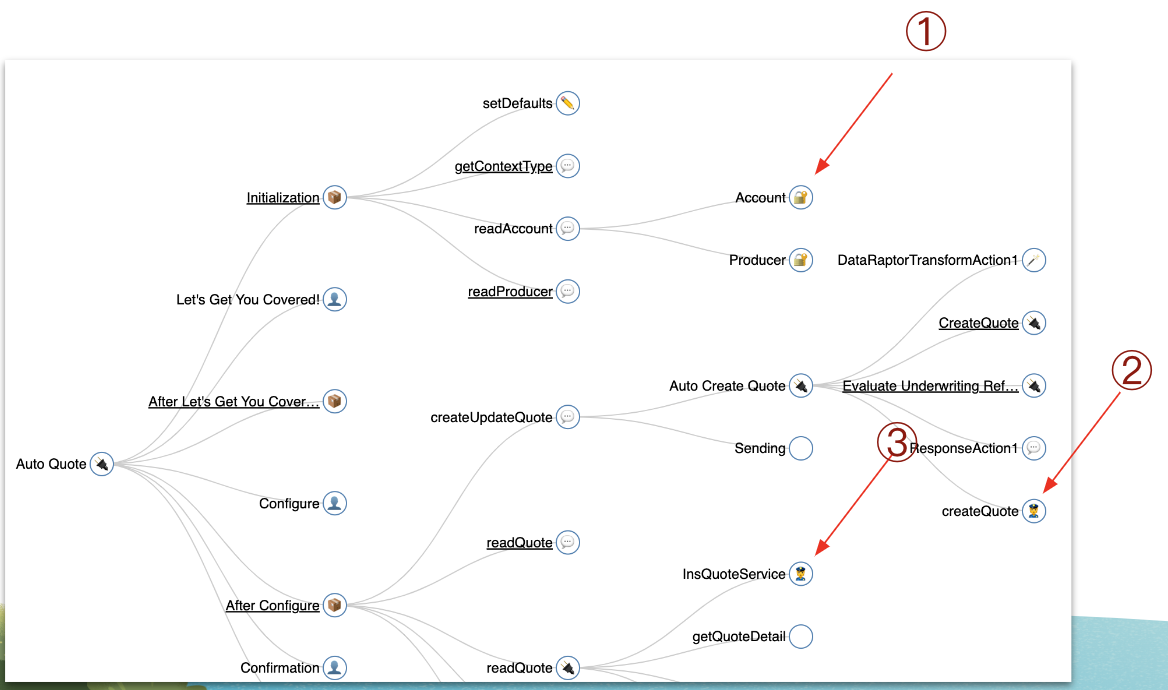 ①
setDefaults
getContextType
Initialization
Account
readAccount
Producer
DataRaptorTransformAction1
readProducer
Let's Get You Covered!
CreateQuote
②
Auto Create Quote
Evaluate Underwriting Ref...
After Let's Get You Cover...
createUpdateQuote
③
Sending
ResponseAction1
Auto Quote
Configure
createQuote
readQuote
InsQuoteService
After Configure
getQuoteDetail
Confirmation
readQuote